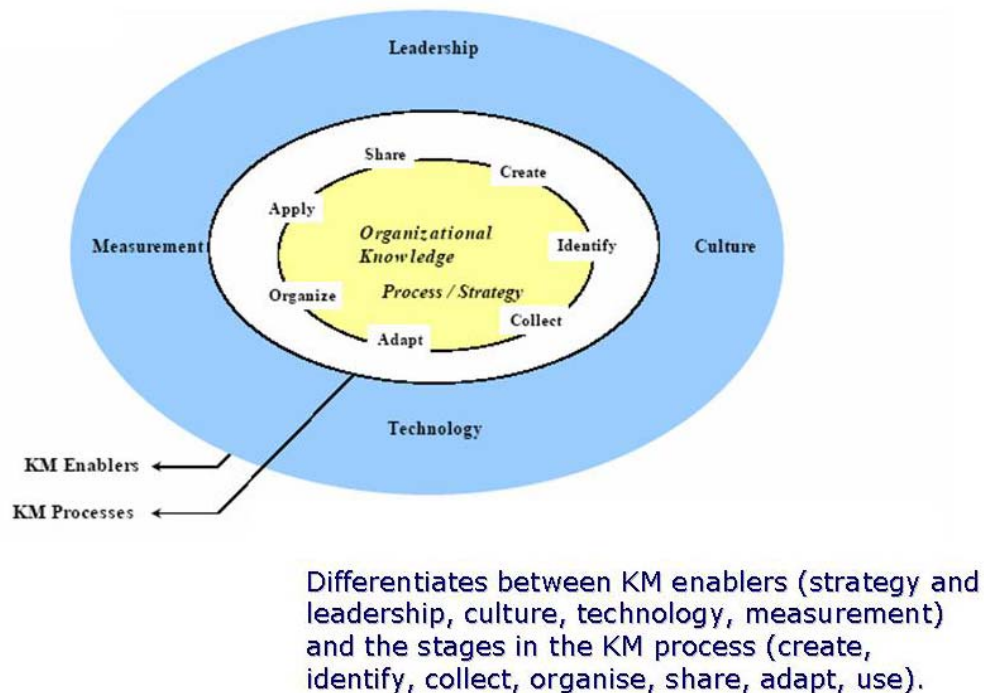 Leadership
Share
Create
Apply
Organizational
Knowledge
Measurement
Identify
Culture
Process / Strategy
Organize
Collect
Adapt
Technology
KM Enablers
KM Processes
Differentiates between KM enablers (strategy and
leadership, culture, technology, measurement)
and the stages in the KM process (create,
identify, collect, organise, share, adapt, use).